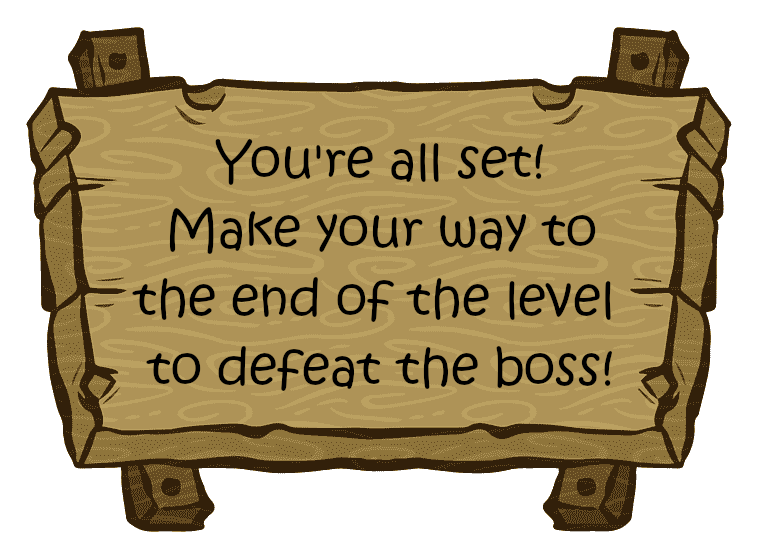 You're all set!
Make your way to
the end of the level
to defeat the boss!